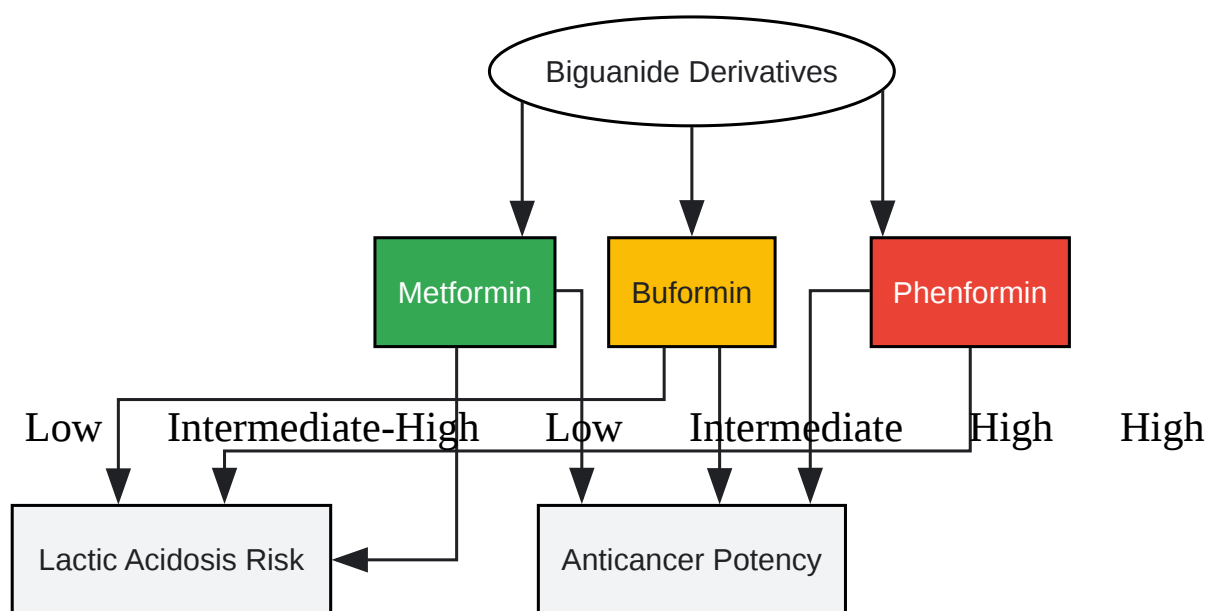 Biguanide Derivatives
Metformin
Buformin
Phenformin
Low
Intermediate-High
Low
Intermediate
High
High
Lactic Acidosis Risk
Anticancer Potency